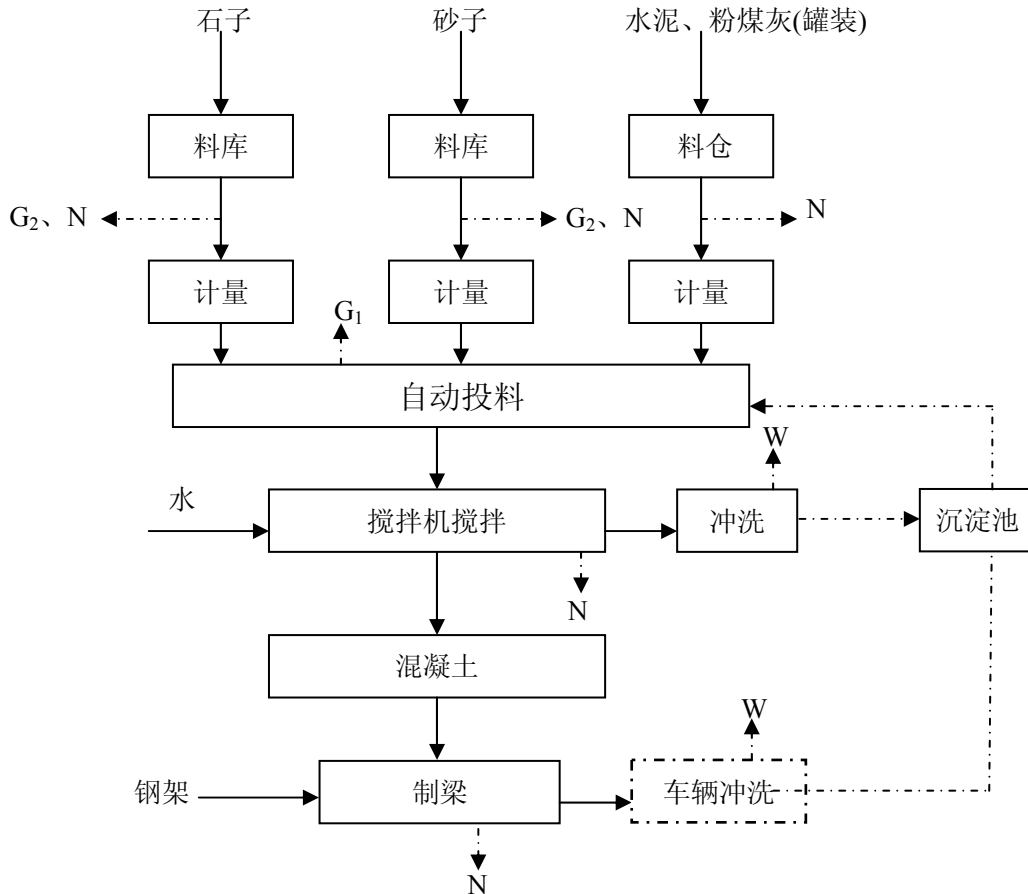 石子
砂子
水泥、粉煤灰(罐装)
料库
料库
料仓
G₂、N
G₂、N
N
计量
计量
计量
G₁
自动投料
W
水
搅拌机搅拌
冲洗
沉淀池
N
混凝土
W
钢架
制梁
车辆冲洗
N